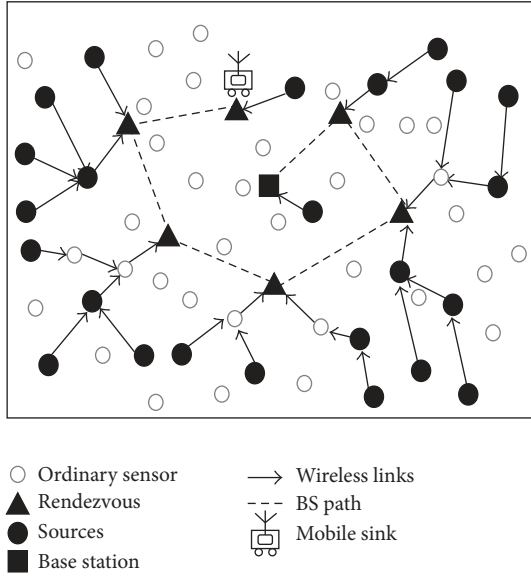 Ordinary sensor
Rendezvous
Sources
Base station
Wireless links
BS path
Mobile sink